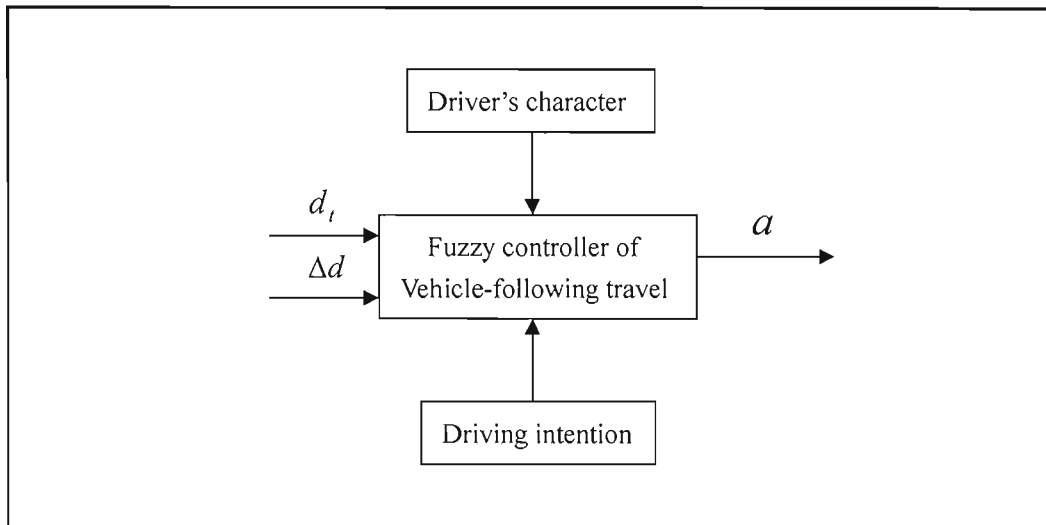 Driver’s character
d_t
Δd
Fuzzy controller of
Vehicle-following travel
a
Driving intention